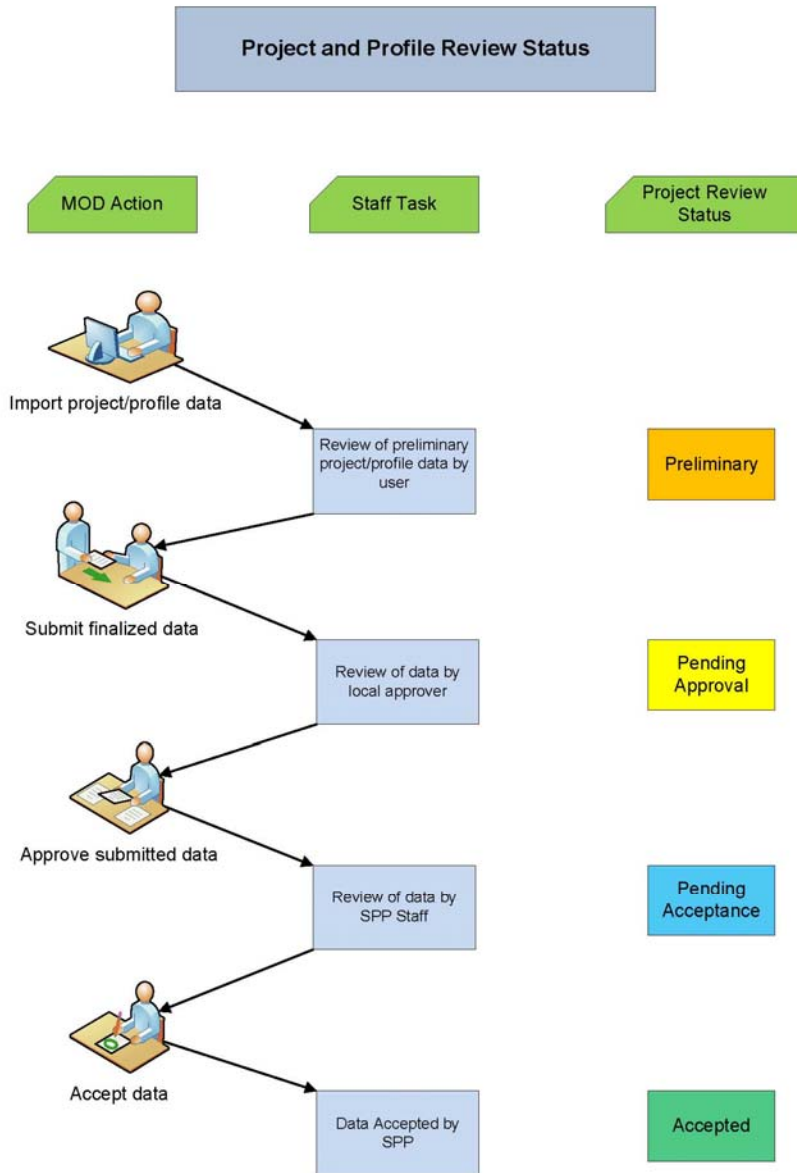 Project and Profile Review Status
MOD Action
Staff Task
Project Review
Status
Import project/profile data
Review of preliminary
project/profile data by
user
Preliminary
Submit finalized data
Review of data by
local approver
Pending
Approval
Approve submitted data
Review of data by
SPP Staff
Pending
Acceptance
Accept data
Data Accepted by
SPP
Accepted